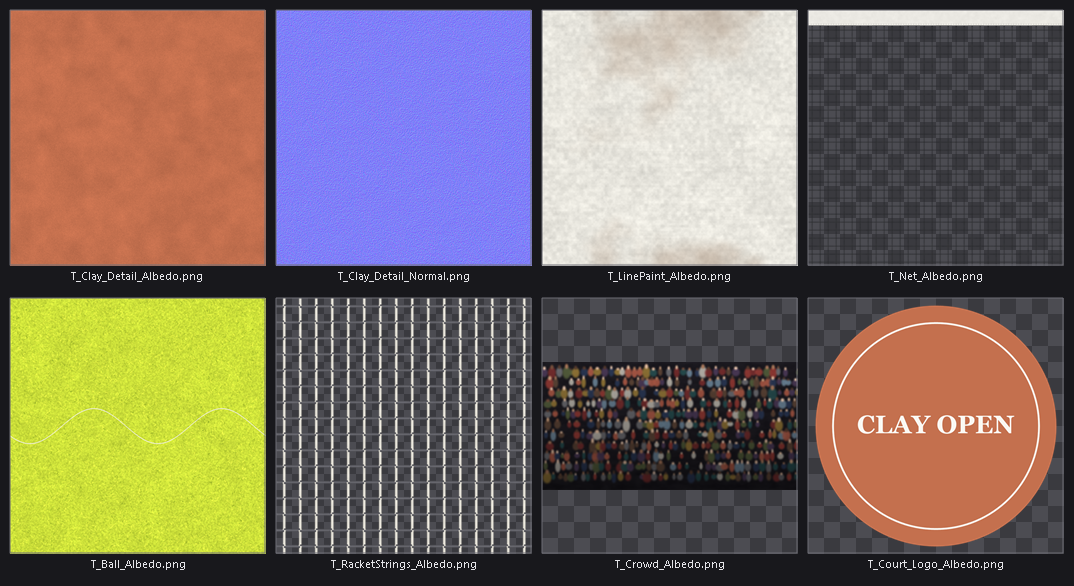 T_Clay_Detail_Albedo.png
T_Clay_Detail_Normal.png
T_LinePaint_Albedo.png
T_Net_Albedo.png
CLAY OPEN
T_Ball_Albedo.png
T_RacketStrings_Albedo.png
T_Crowd_Albedo.png
T_Court_Logo_Albedo.png